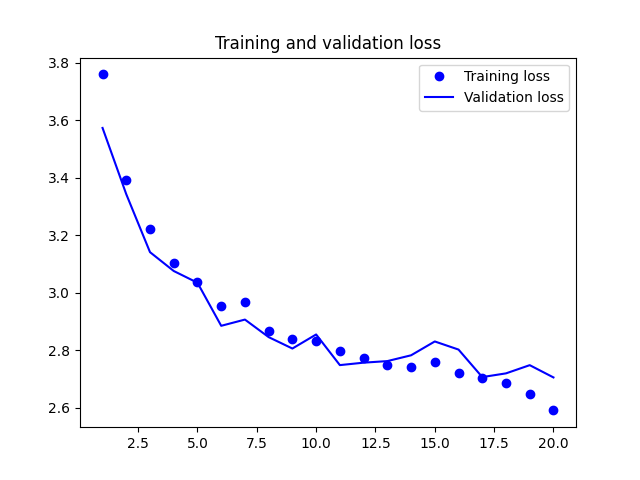 Training and validation loss
Training loss
Validation loss
3.8
3.6
3.4
3.2
3.0
2.8
2.6
2.5 5.0 7.5 10.0 12.5 15.0 17.5 20.0